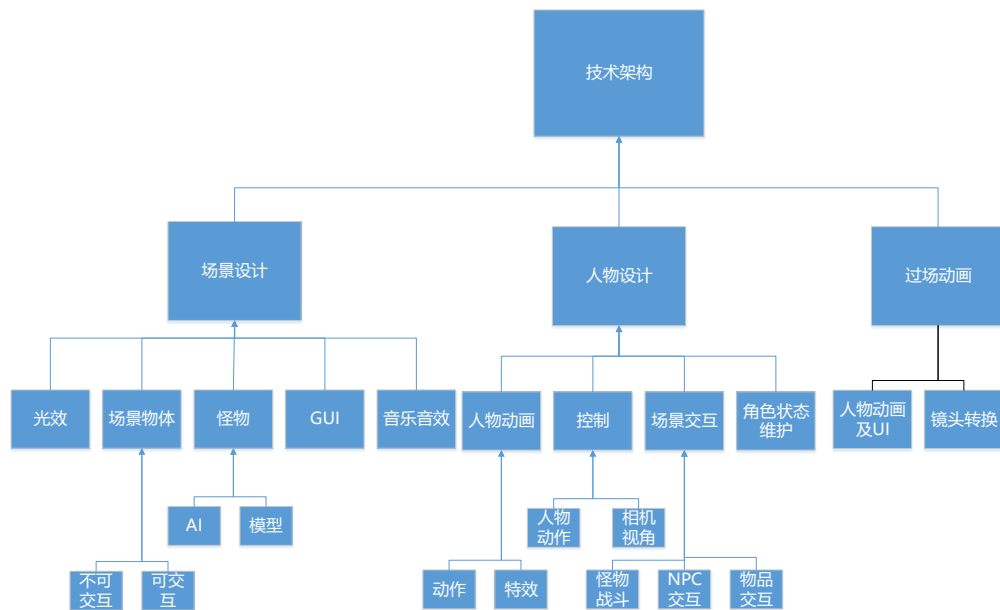 技术架构
场景设计
人物设计
过场动画
光效
场景物体
怪物
GUI
音乐音效
人物动画
控制
场景交互
角色状态
维护
人物动画
及UI
镜头转换
AI
模型
人物
动作
相机
视角
不可
交互
可交
互
动作
特效
怪物
战斗
NPC
交互
物品
交互